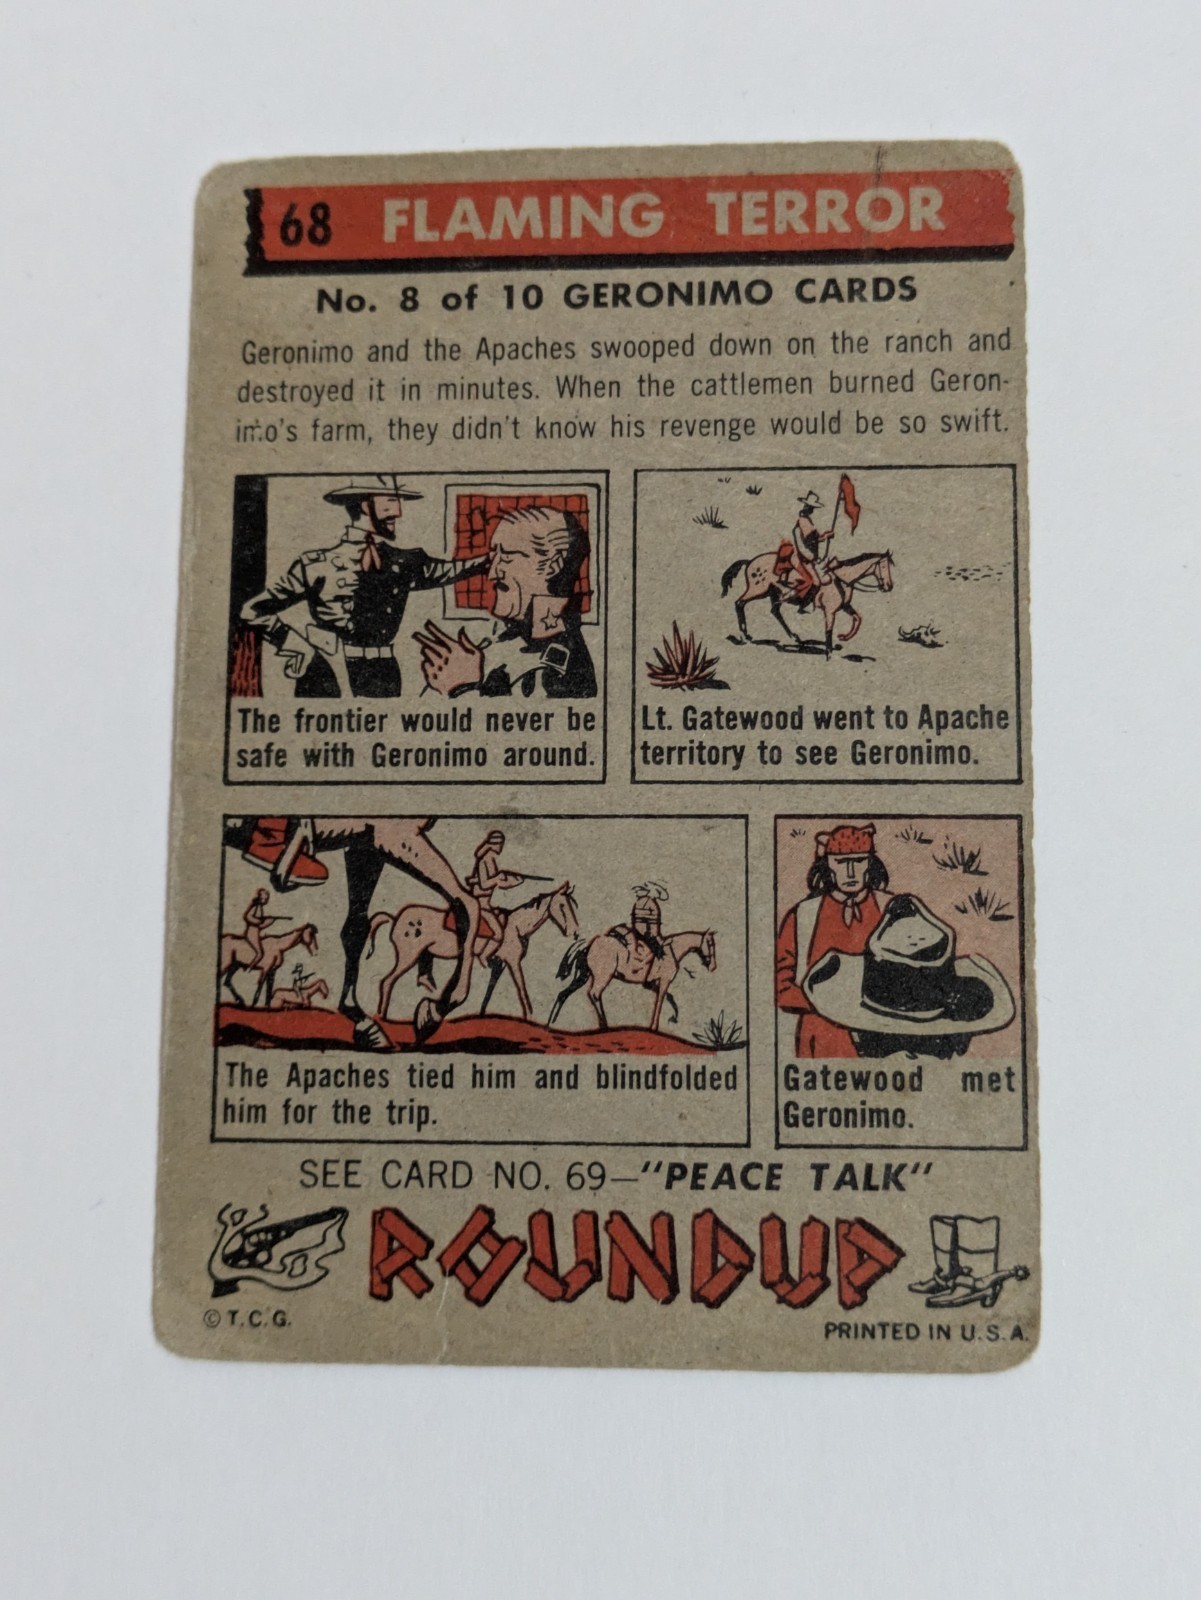 68 FLAMING TERROR
No. 8 of 10 GERONIMO CARDS
Geronimo and the Apaches swooped down on the ranch and
destroyed it in minutes. When the cattlemen burned Geron-
imo's farm, they didn't know his revenge would be so swift.
The frontier would never be
safe with Geronimo around.
Lt. Gatewood went to Apache
territory to see Geronimo.
The Apaches tied him and blindfolded
him for the trip.
Gatewood met
Geronimo.
SEE CARD NO. 69—"PEACE TALK"
ROUNDUP
© T.C.G.
PRINTED IN U.S.A.